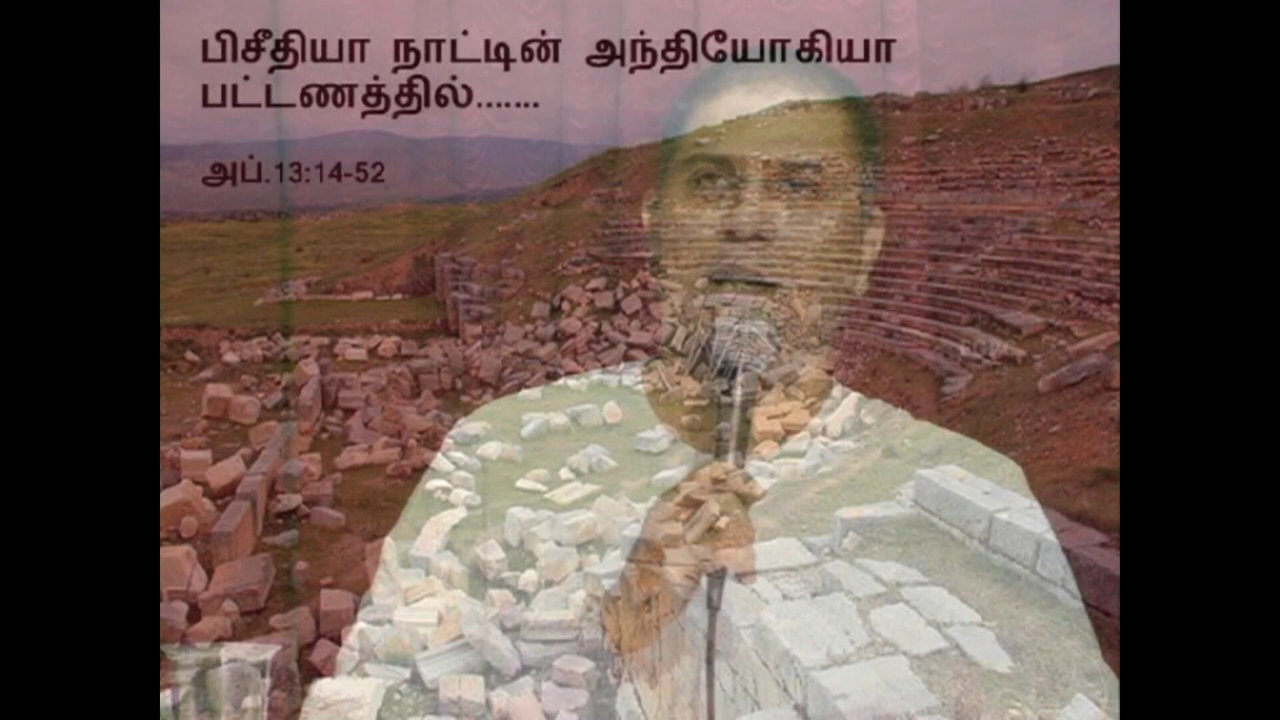 பிசீதியா நாட்டின் அந்தியோகியா
பட்டணத்தில்.......
அப்.13:14-52